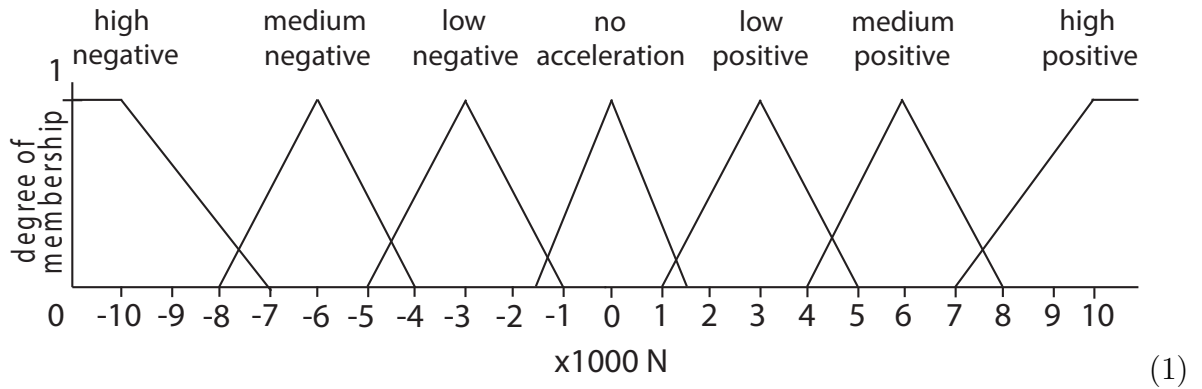 high medium low no low medium high
negative negative negative acceleration positive positive positive
1
degree of
membership
0 -10 -9 -8 -7 -6 -5 -4 -3 -2 -1 0 1 2 3 4 5 6 7 8 9 10
x1000 N
(1)